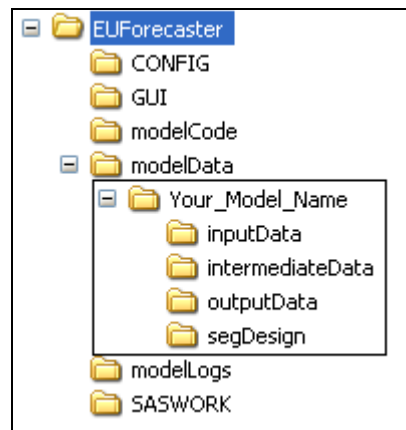 EUForecaster
CONFIG
GUI
modelCode
modelData
Your_Model_Name
inputData
intermediateData
outputData
segDesign
modelLogs
SASWORK